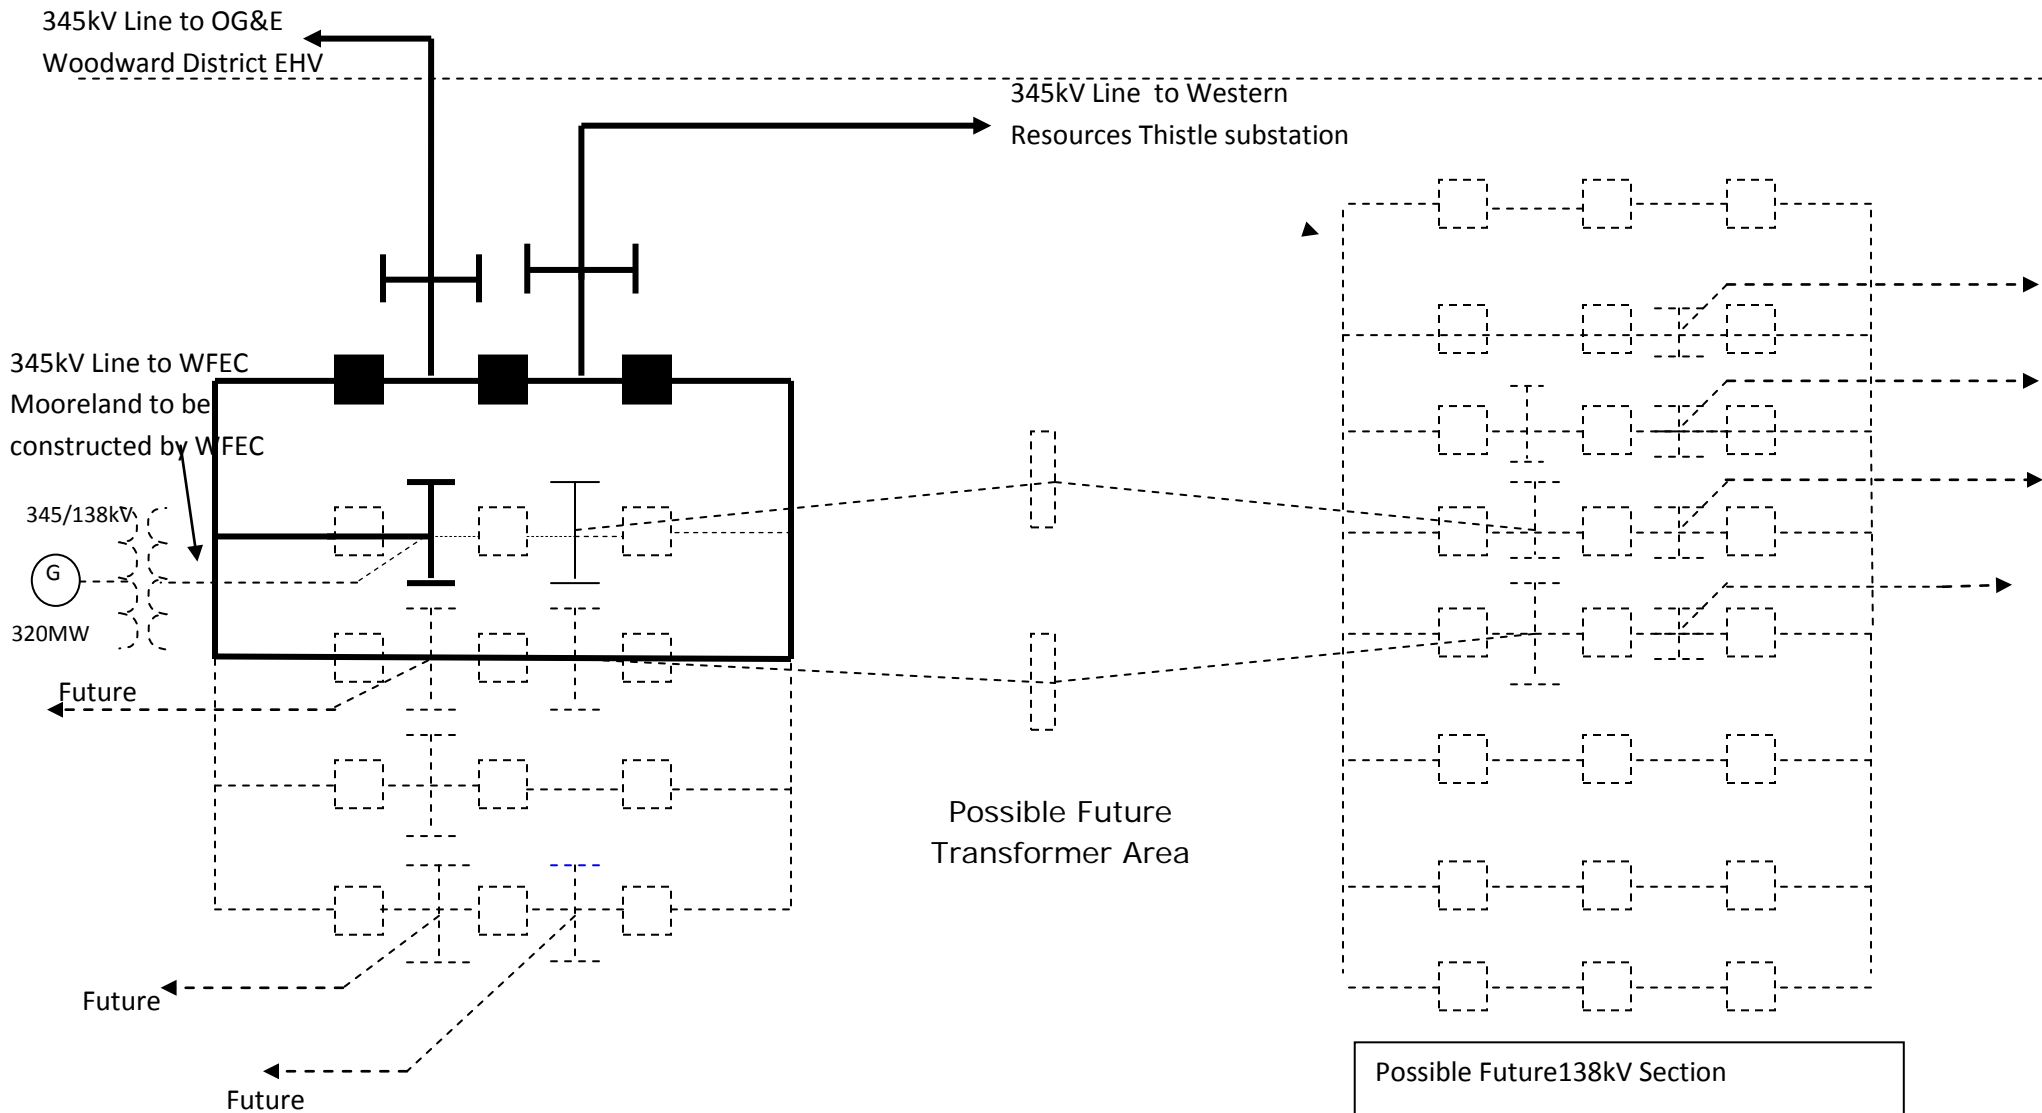 345kV Line to OG&E
Woodward District EHV
345kV Line  to Western
Resources Thistle substation
345kV Line to WFEC
Mooreland to be
constructed by WFEC
345/138kV
G
320MW
Future
Possible Future
Transformer Area
Future
Future
Possible Future138kV Section